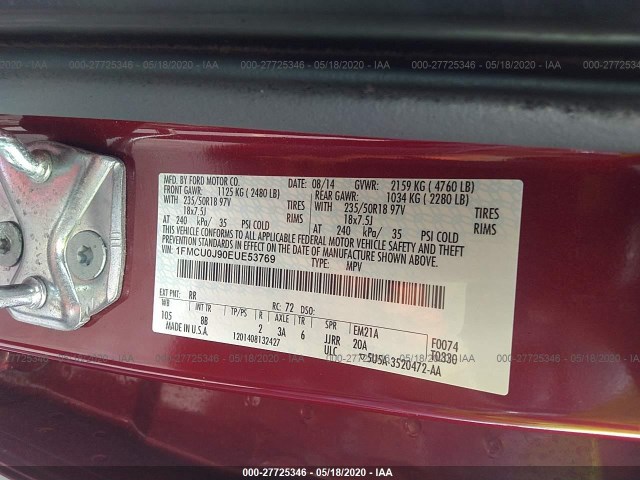 000-27725346 - 05/18/2020 - IAA
MFD. BY FORD MOTOR CO. 08/14 GVWR: 2159 KG ( 4760 LB)
FRONT GAWR: 1125 KG ( 2480 LB) REAR GAWR: 1034 KG ( 2280 LB)
WITH 235/50R18 97V TIRES WITH 235/50R18 97V TIRES
18x7.5J RIMS 18x7.5J RIMS
AT 240 kPa/ 35 PSI COLD AT 240 kPa/ 35 PSI COLD
THIS VEHICLE CONFORMS TO ALL APPLICABLE FEDERAL MOTOR VEHICLE SAFETY AND THEFT
PREVENTION STANDARDS IN EFFECT ON THE DATE OF MANUFACTURE SHOWN ABOVE.
1FMCU0J90EUE53769 TYPE: MPV
EXT PNT: RR RC: 72 DSO:
WB INT TR TP/PS R AXLE TR SPR EM21A F0074
105 8B 2 3A 6 JJRR 20A F0330
MADE IN U.S.A. 1201408132427 ULC 5U5A-3520472-AA
000-27725346 - 05/18/2020 - IAA